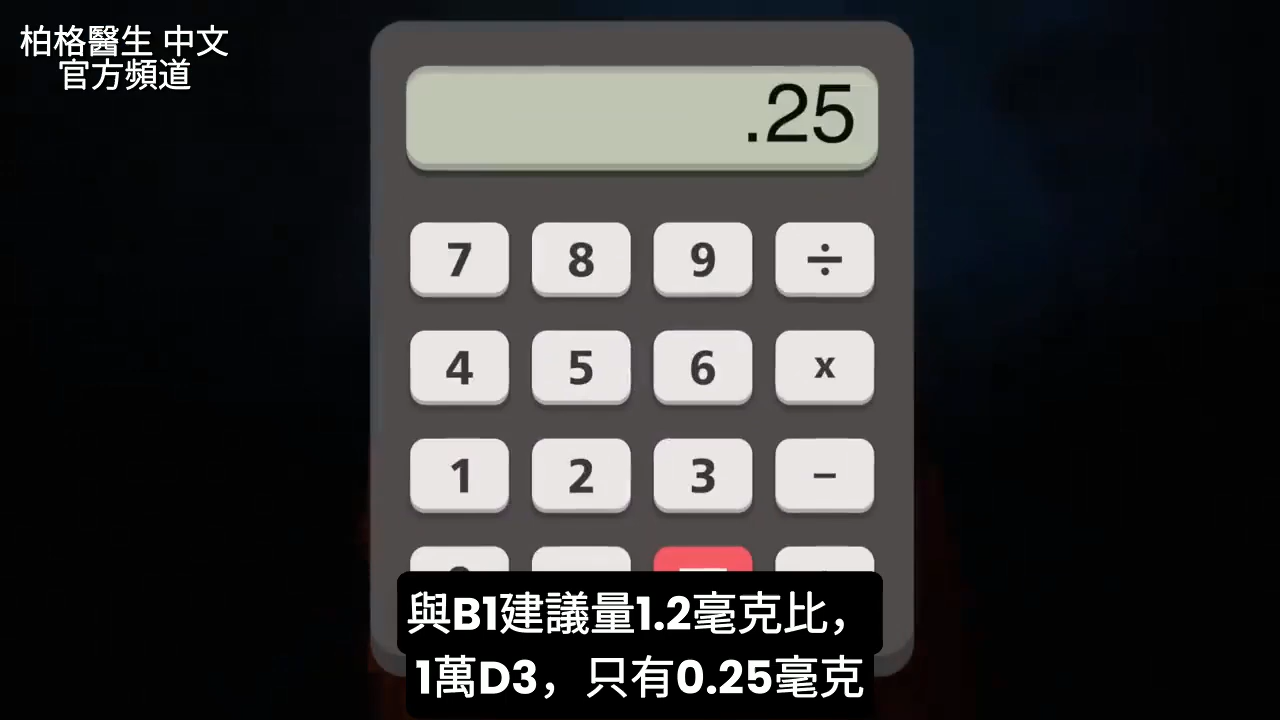 柏格醫生 中文
官方頻道
.25
7 8 9 ÷
4 5 6 x
1 2 3 −
與B1建議量1.2毫克比，
1萬D3，只有0.25毫克